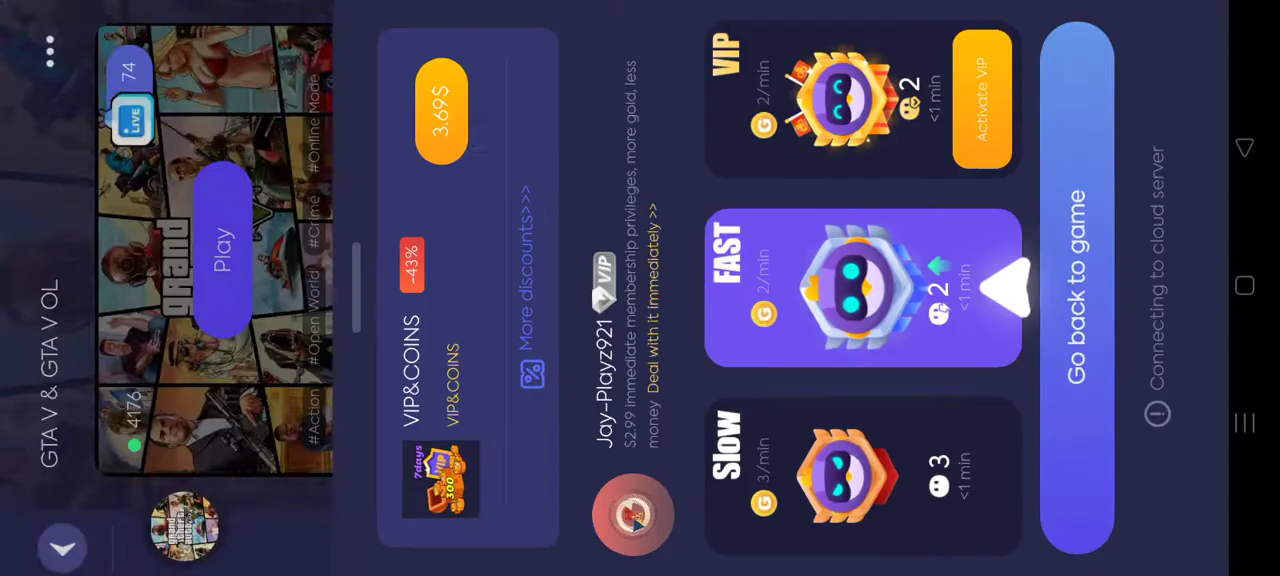 GTA V & GTA V OL
LIVE
74
4176
grand
Play
#Action #Open World #Crime #Online Mode
7days
VIP
300
VIP&COINS
-43%
3.69$
VIP&COINS
More discounts>>>
Jay-Playz921 VIP
$2.99 immediate membership privileges, more gold, less
money Deal with it immediately >>
Slow
G 3/min
3
<1 min
FAST
G 2/min
2
<1 min
VIP
G 2/min
2
<1 min
Activate VIP
Go back to game
! Connecting to cloud server